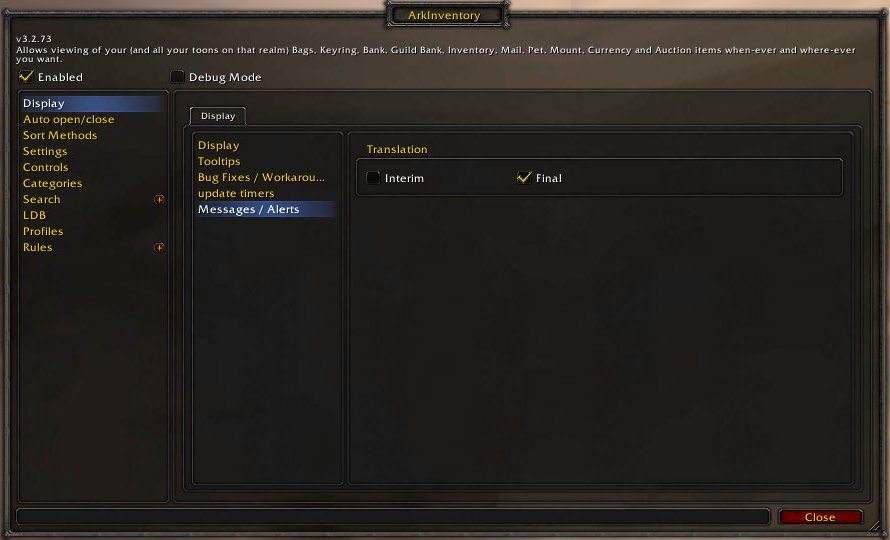 ArkInventory
v3.2.73
Allows viewing of your (and all your toons on that realm) Bags, Keyring, Bank, Guild Bank, Inventory, Mail, Pet, Mount, Currency and Auction items when-ever and where-ever
you want.
Enabled
Debug Mode
Display
Auto open/close
Sort Methods
Settings
Controls
Categories
Search
LDB
Profiles
Rules
Display
Display
Tooltips
Bug Fixes / Workarou...
update timers
Messages / Alerts
Translation
Interim
Final
Close